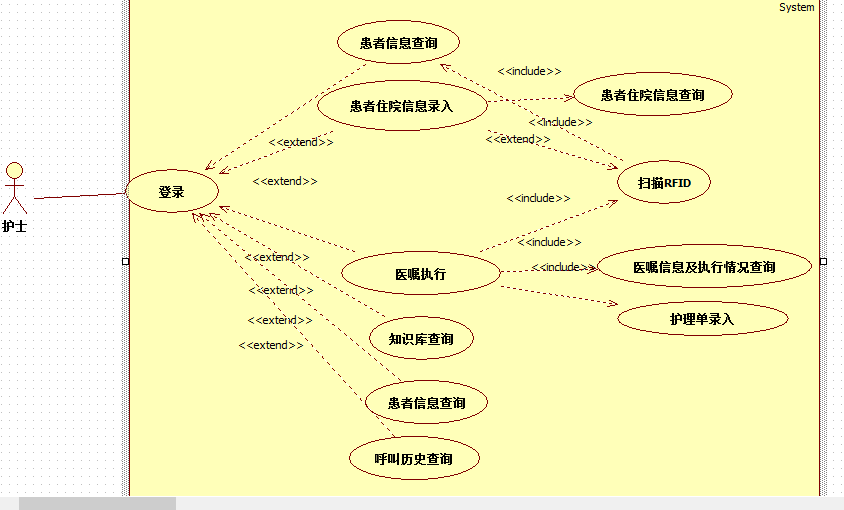 System
患者信息查询
<<include>>
患者住院信息查询
患者住院信息录入
<<include>>
<<extend>>
<<extend>>
<<extend>>
扫描RFID
登录
护士
<<include>>
<<include>>
<<extend>>
<<include>>
医嘱信息及执行情况查询
医嘱执行
<<extend>>
<<extend>>
护理单录入
知识库查询
<<extend>>
患者信息查询
呼叫历史查询